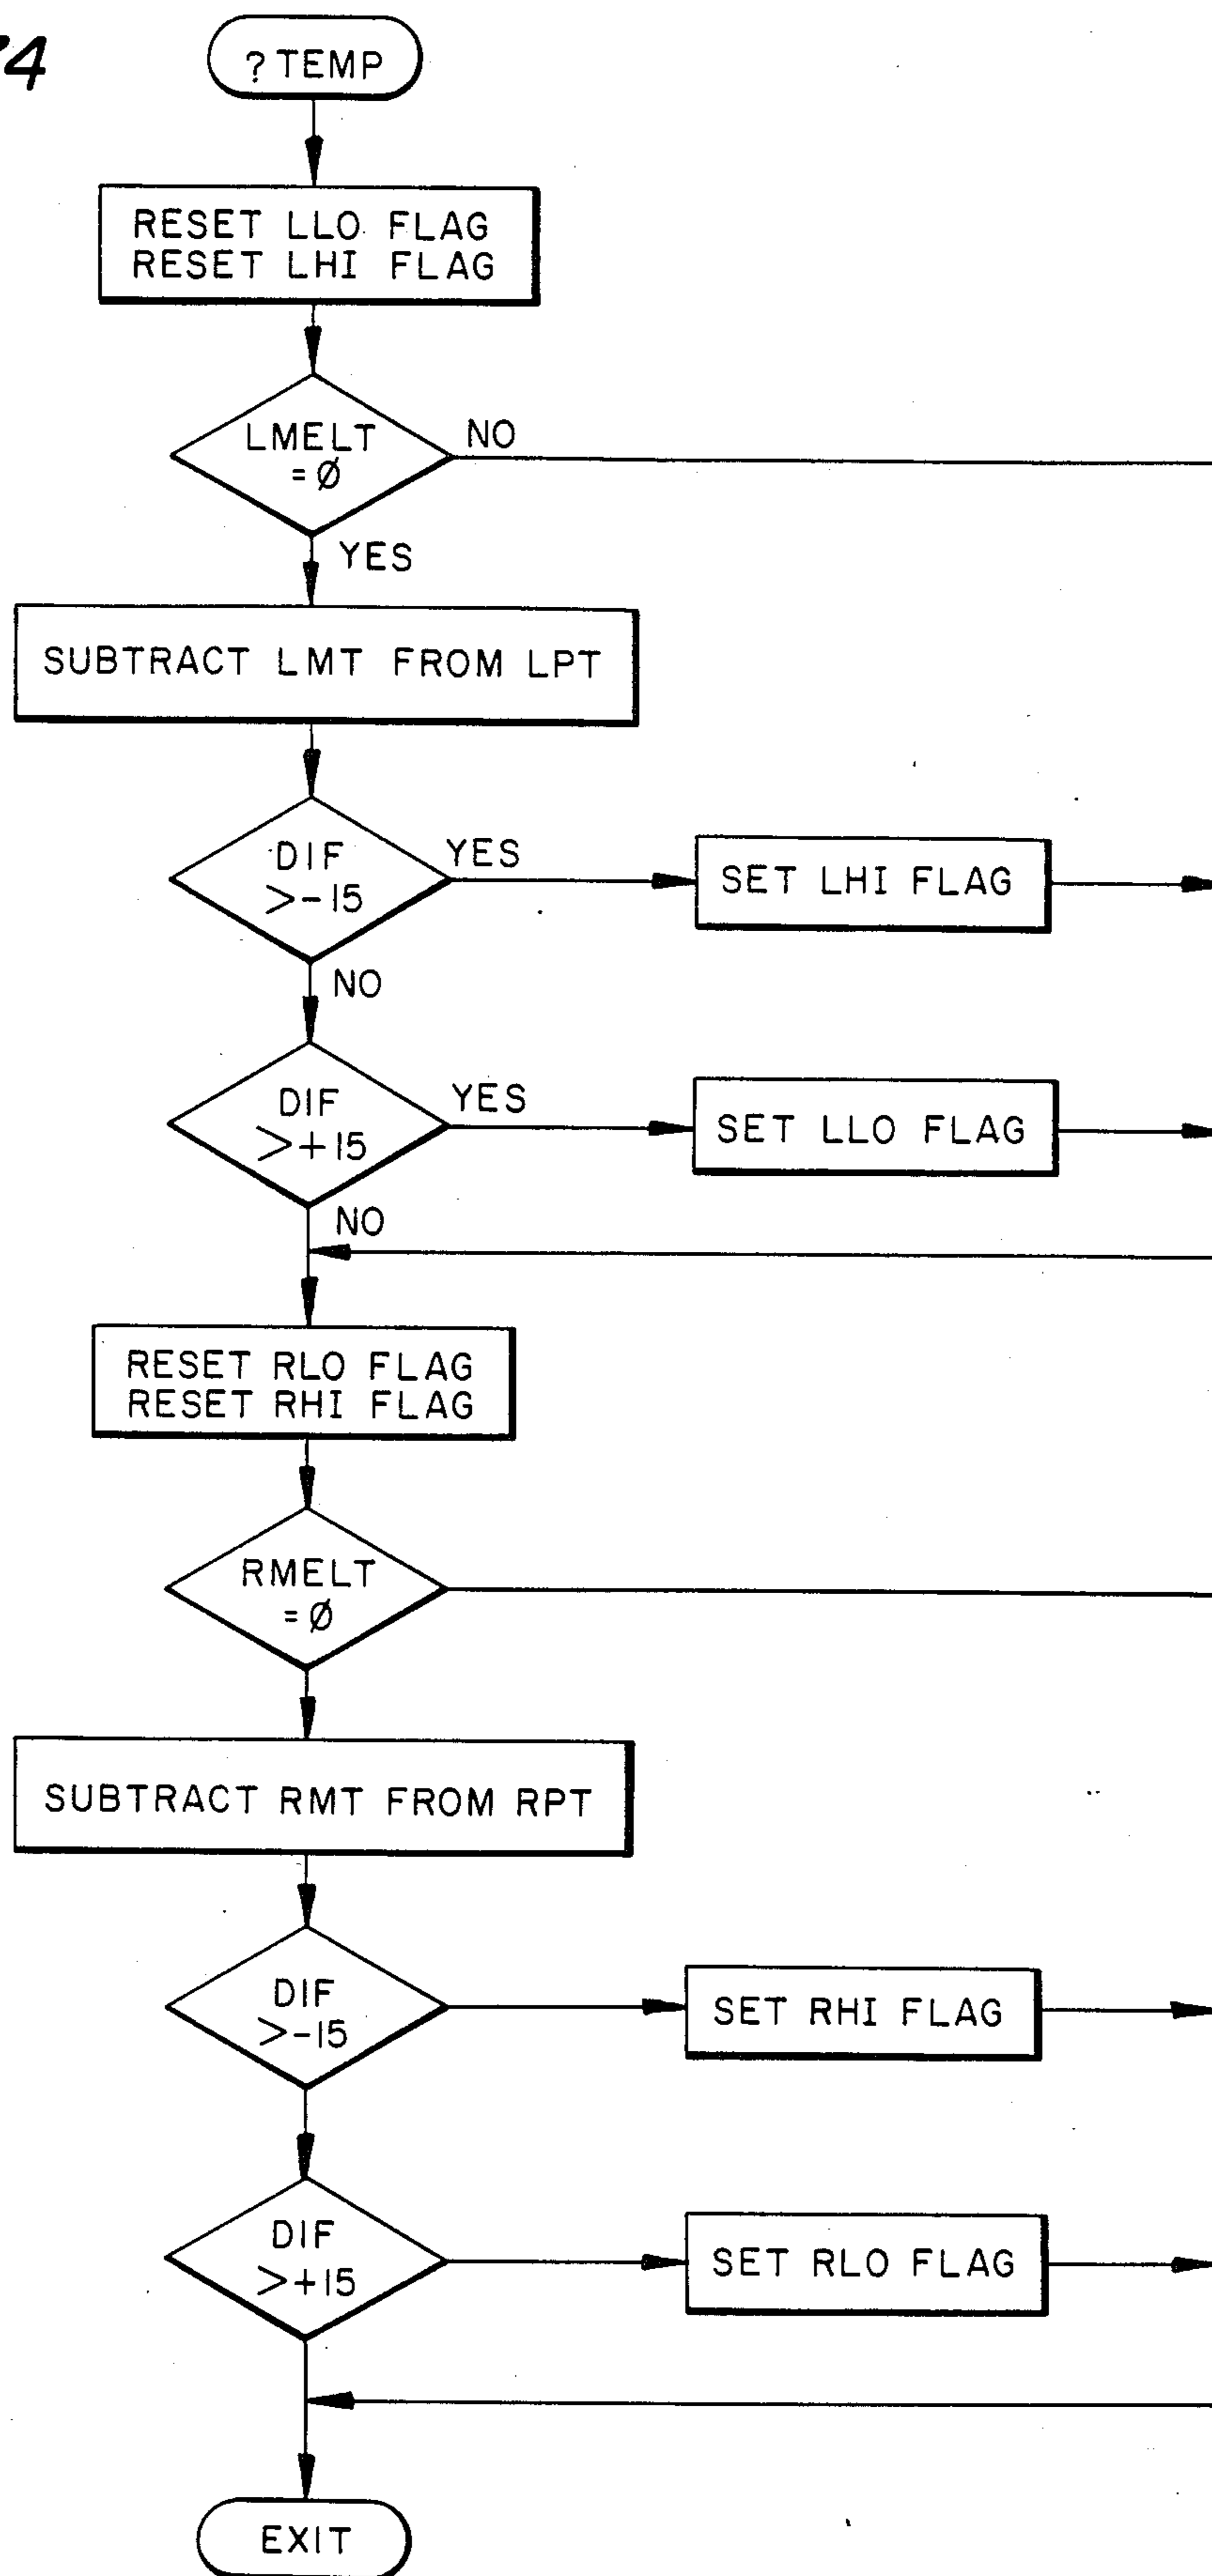 4
? TEMP
RESET LLO FLAG
RESET LHI FLAG
LMELT
=Ø
NO
YES
SUBTRACT LMT FROM LPT
DIF
>-15
YES
SET LHI FLAG
NO
DIF
>+15
YES
SET LLO FLAG
NO
RESET RLO FLAG
RESET RHI FLAG
RMELT
=Ø
SUBTRACT RMT FROM RPT
DIF
>-15
SET RHI FLAG
DIF
>+15
SET RLO FLAG
EXIT